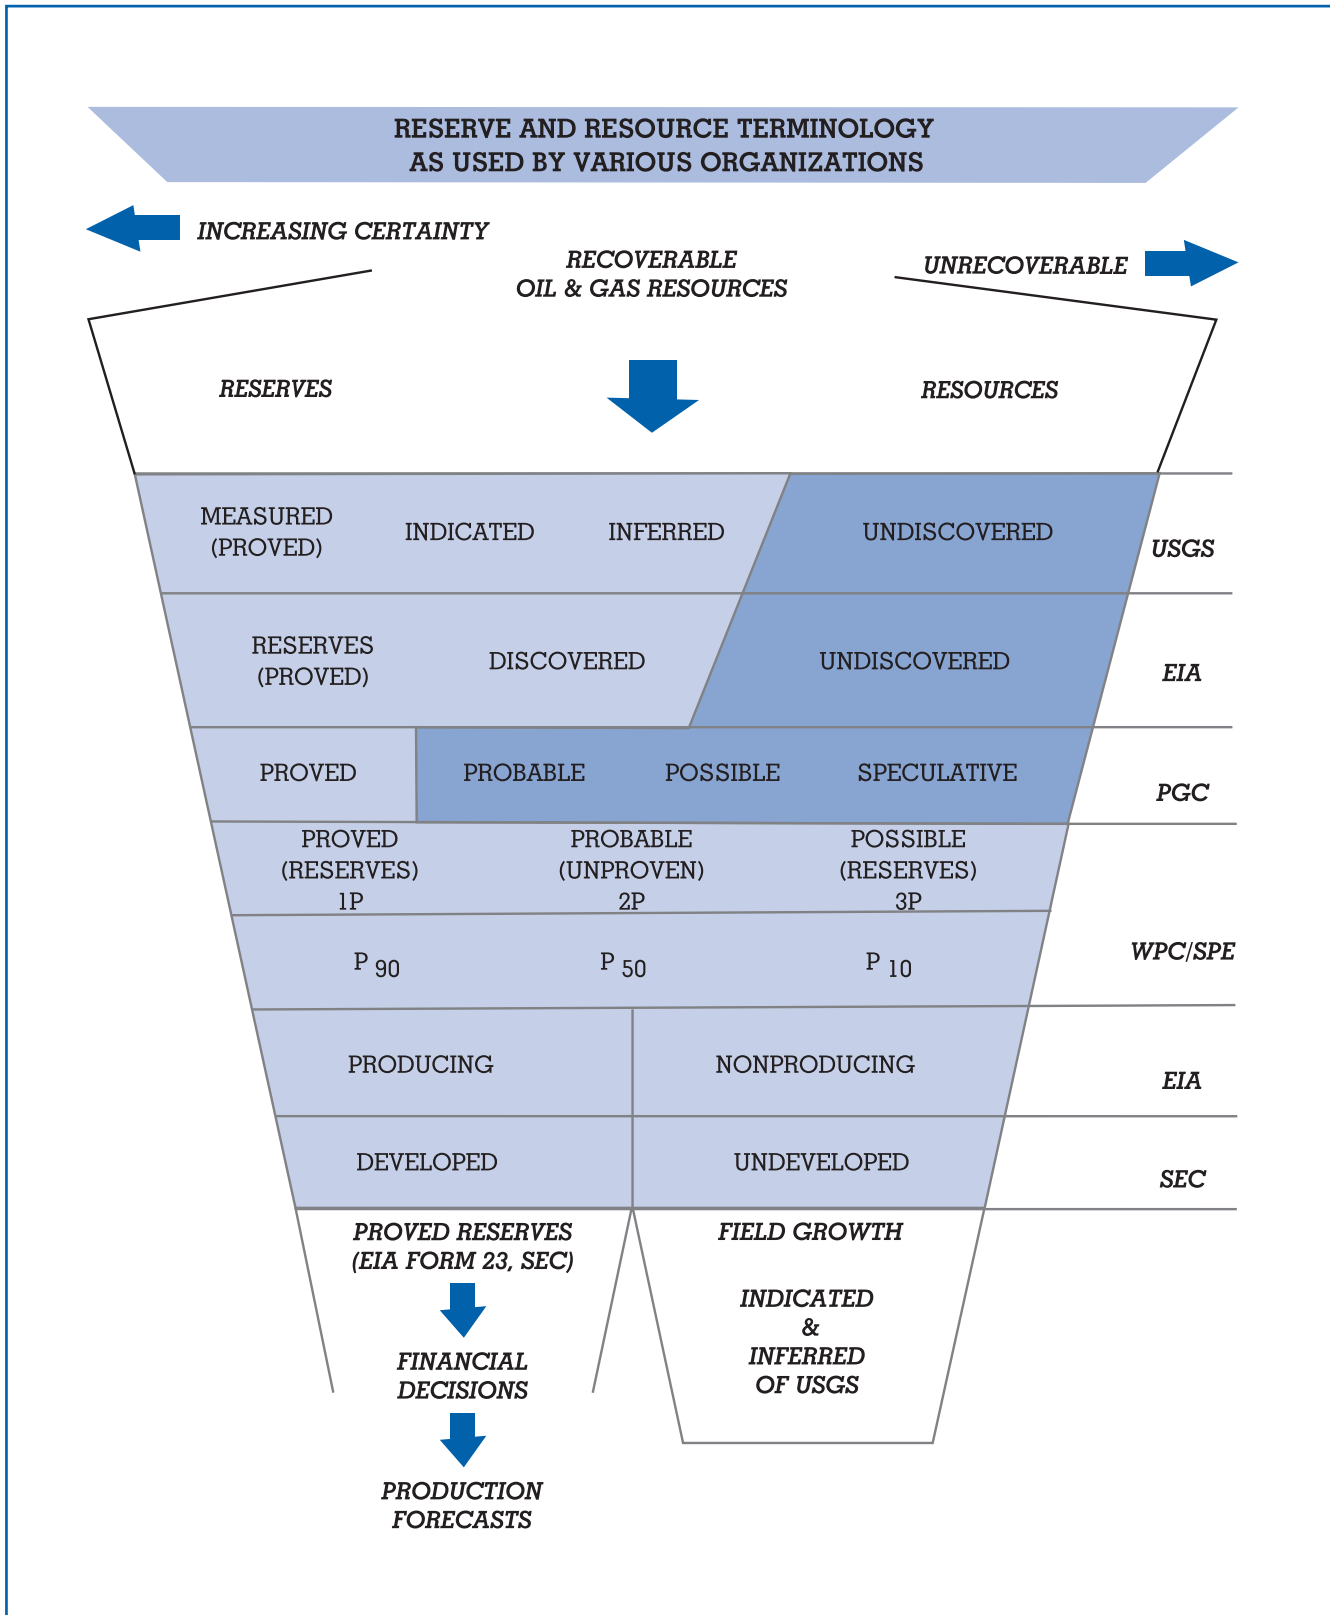 RESERVE AND RESOURCE TERMINOLOGY
AS USED BY VARIOUS ORGANIZATIONS
INCREASING CERTAINTY
RECOVERABLE
OIL & GAS RESOURCES
UNRECOVERABLE
RESERVES
RESOURCES
MEASURED
(PROVED)
INDICATED
INFERRED
UNDISCOVERED
USGS
RESERVES
(PROVED)
DISCOVERED
UNDISCOVERED
EIA
PROVED
PROBABLE
POSSIBLE
SPECULATIVE
PGC
PROVED
(RESERVES)
1P
PROBABLE
(UNPROVEN)
2P
POSSIBLE
(RESERVES)
3P
P 90
P 50
P 10
WPC/SPE
PRODUCING
NONPRODUCING
EIA
DEVELOPED
UNDEVELOPED
SEC
PROVED RESERVES
(EIA FORM 23, SEC)
FINANCIAL
DECISIONS
PRODUCTION
FORECASTS
FIELD GROWTH
INDICATED
&
INFERRED
OF USGS